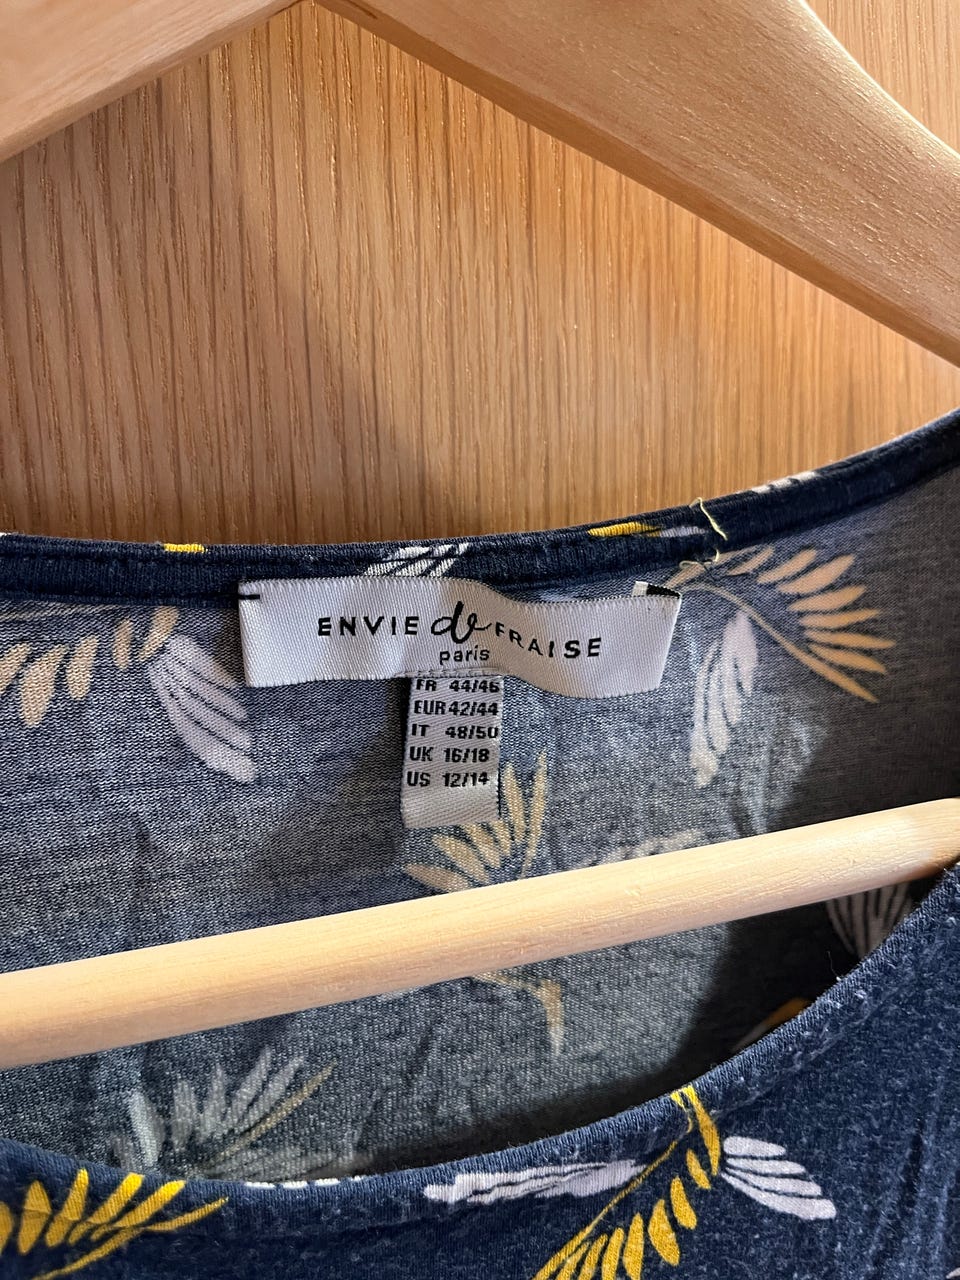 ENVIE de FRAISE
paris
FR 44/46
EUR 42/44
IT 48/50
UK 16/18
US 12/14